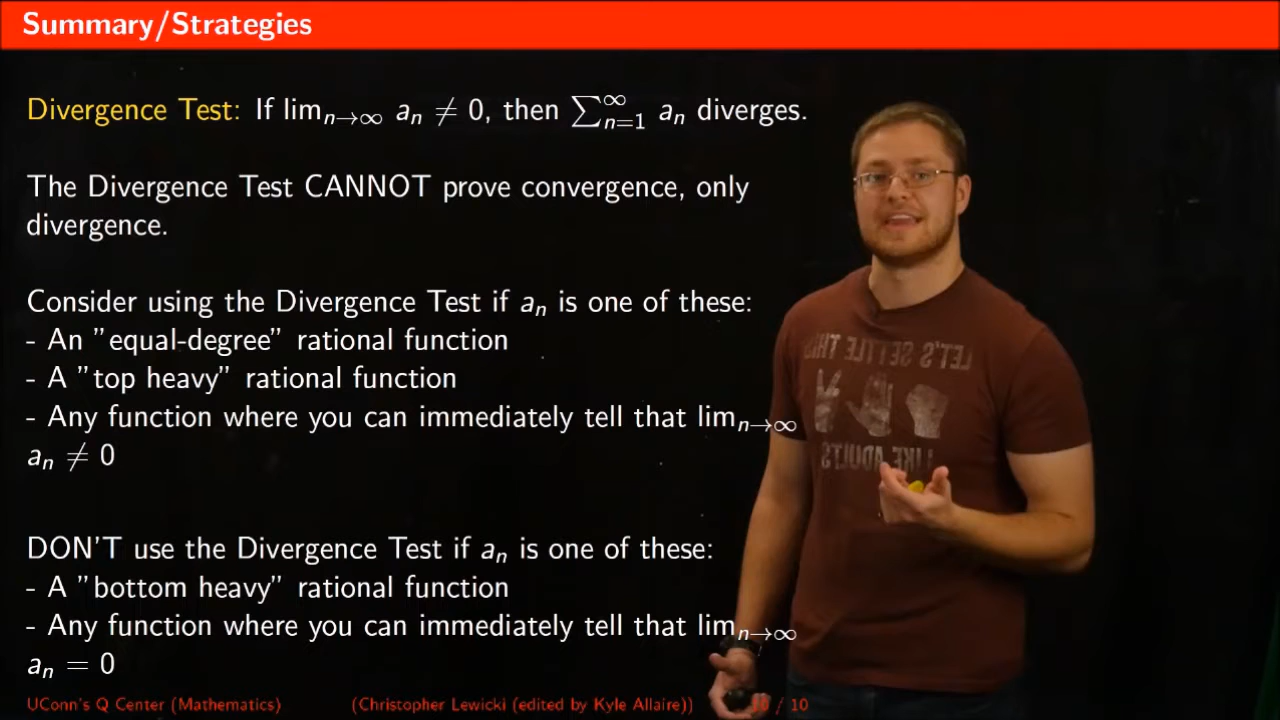 Summary/Strategies
Divergence Test: If lim_{n→∞} a_n ≠ 0, then ∑_{n=1}^{∞} a_n diverges.
The Divergence Test CANNOT prove convergence, only
divergence.
Consider using the Divergence Test if a_n is one of these:
- An "equal-degree" rational function
- A "top heavy" rational function
- Any function where you can immediately tell that lim_{n→∞}
a_n ≠ 0
DON'T use the Divergence Test if a_n is one of these:
- A "bottom heavy" rational function
- Any function where you can immediately tell that lim_{n→∞}
a_n = 0
LET'S SETTLE THIS
LIKE ADULTS
UConn's Q Center (Mathematics) (Christopher Lewicki (edited by Kyle Allaire)) 10 / 10